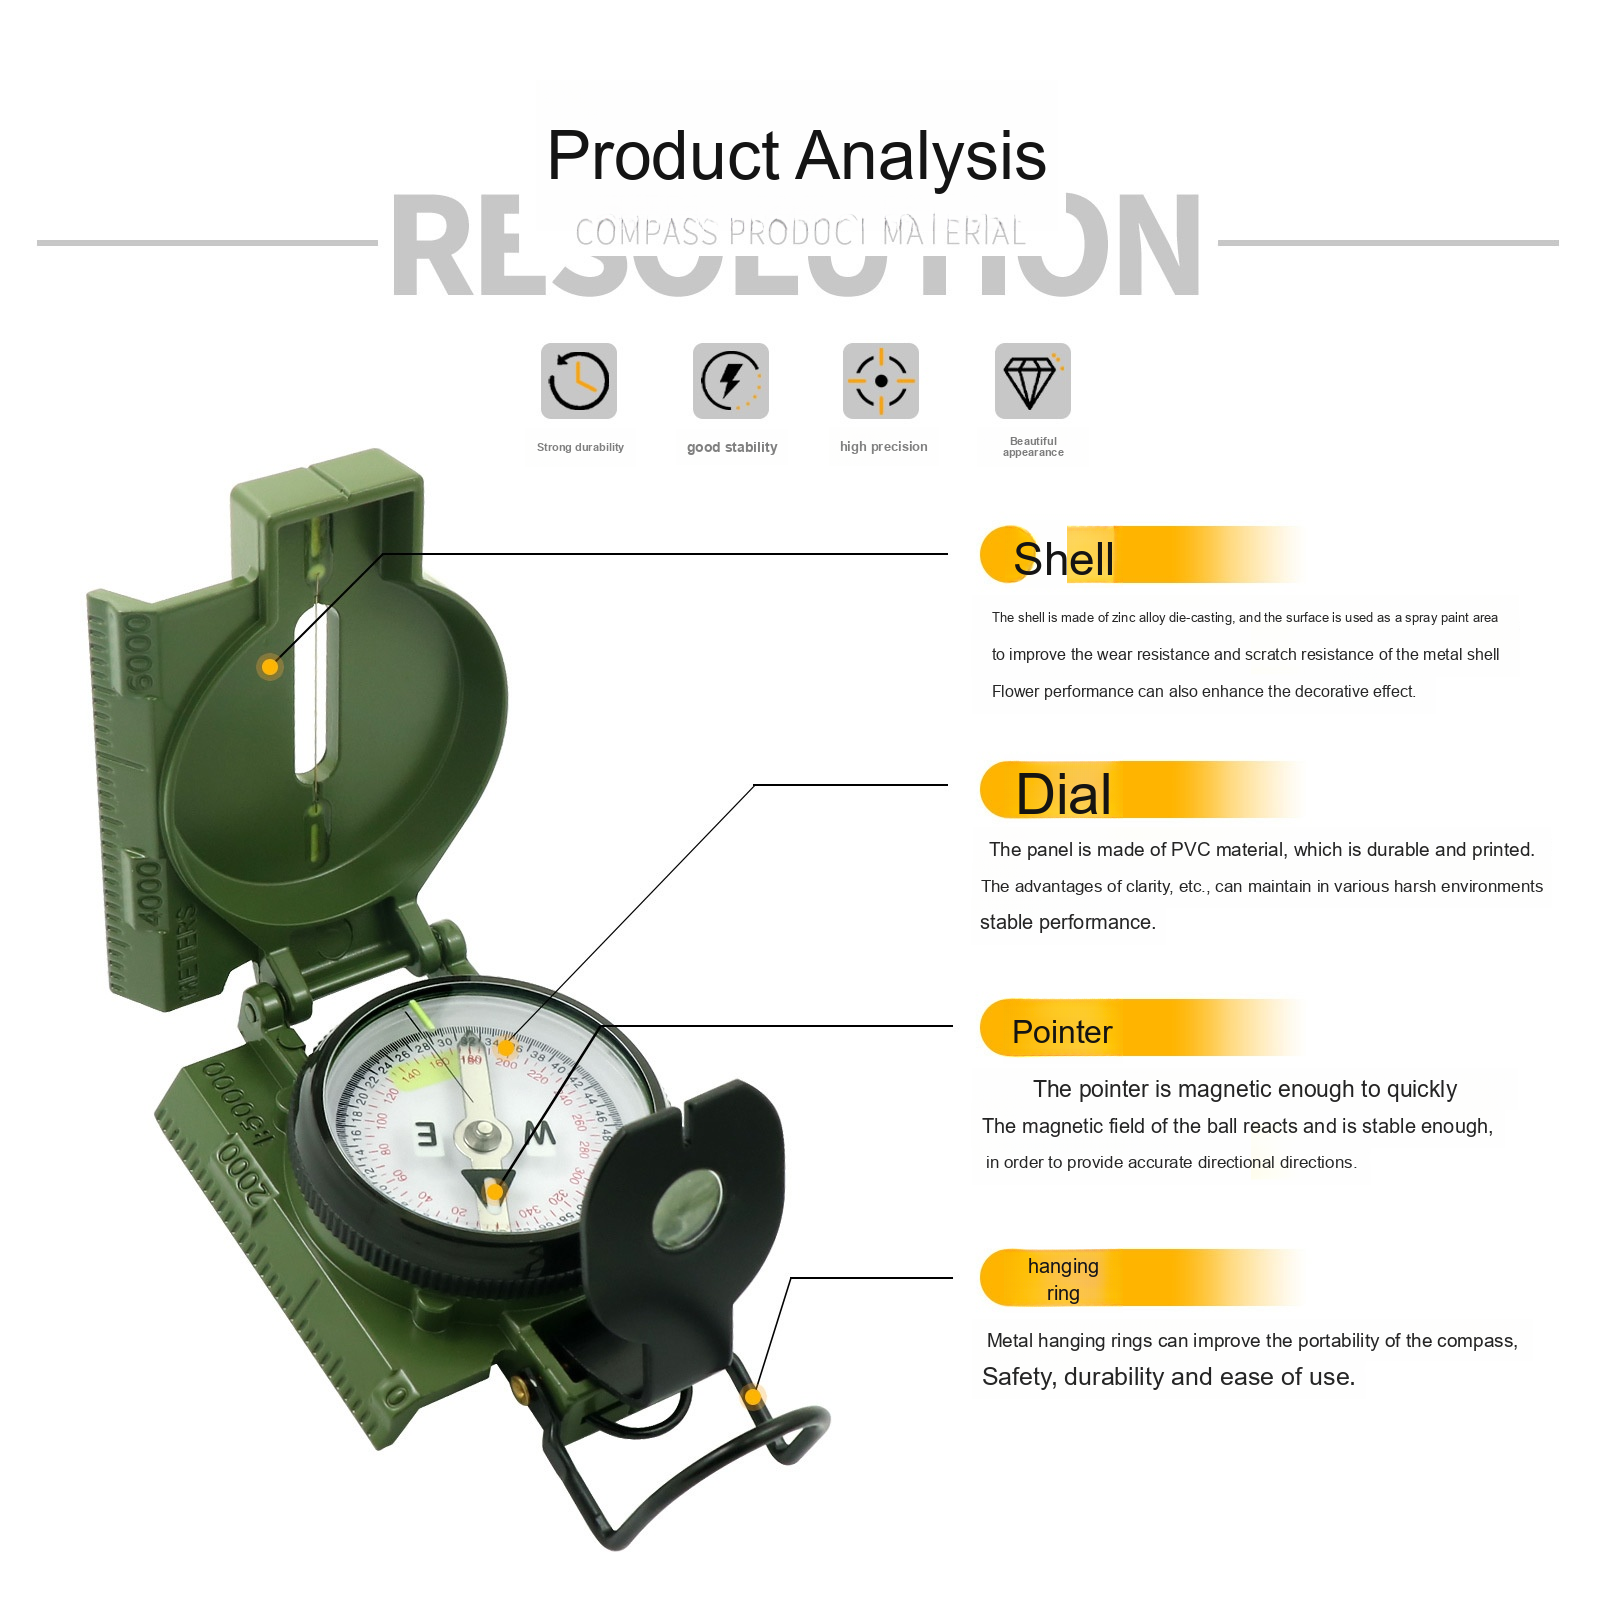 Product Analysis
RESOLUTION
COMPASS PRODUCT MATERIAL
Strong durability
good stability
high precision
Beautiful
appearance
Shell
The shell is made of zinc alloy die-casting, and the surface is used as a spray paint area
to improve the wear resistance and scratch resistance of the metal shell
Flower performance can also enhance the decorative effect.
Dial
The panel is made of PVC material, which is durable and printed.
The advantages of clarity, etc., can maintain in various harsh environments
stable performance.
Pointer
The pointer is magnetic enough to quickly
The magnetic field of the ball reacts and is stable enough,
in order to provide accurate directional directions.
hanging
ring
Metal hanging rings can improve the portability of the compass,
Safety, durability and ease of use.
4000
METERS
1:50000
2000
0
E
W